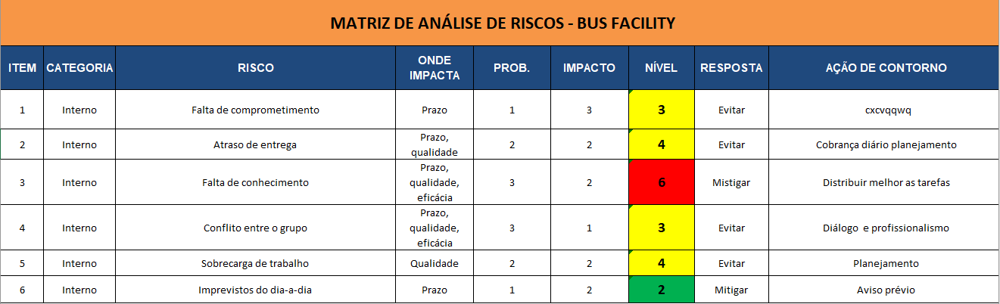 MATRIZ DE ANÁLISE DE RISCOS - BUS FACILITY
ITEM CATEGORIA RISCO ONDE IMPACTA PROB. IMPACTO NÍVEL RESPOSTA AÇÃO DE CONTORNO
1 Interno Falta de comprometimento Prazo 1 3 3 Evitar cxcvqqwq
2 Interno Atraso de entrega Prazo, qualidade 2 2 4 Evitar Cobrança diário planejamento
3 Interno Falta de conhecimento Prazo, qualidade, eficácia 3 2 6 Mistigar Distribuir melhor as tarefas
4 Interno Conflito entre o grupo Prazo, qualidade, eficácia 3 1 3 Evitar Diálogo e profissionalismo
5 Interno Sobrecarga de trabalho Qualidade 2 2 4 Evitar Planejamento
6 Interno Imprevistos do dia-a-dia Prazo 1 2 2 Mitigar Aviso prévio